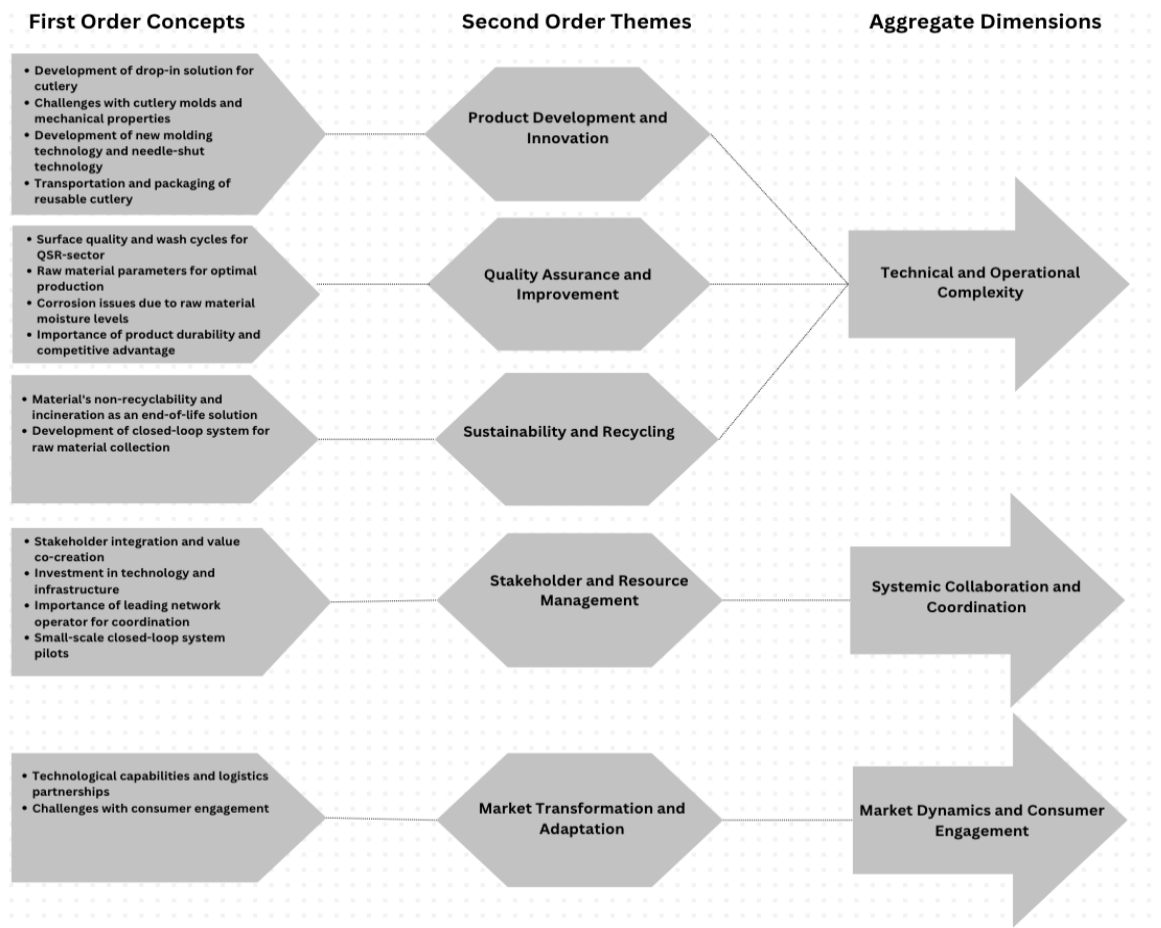 First Order Concepts
Second Order Themes
Aggregate Dimensions
• Development of drop-in solution for
cutlery
• Challenges with cutlery molds and
mechanical properties
• Development of new molding
technology and needle-shut
technology
• Transportation and packaging of
reusable cutlery
Product Development and
Innovation
• Surface quality and wash cycles for
QSR-sector
• Raw material parameters for optimal
production
• Corrosion issues due to raw material
moisture levels
• Importance of product durability and
competitive advantage
Quality Assurance and
Improvement
Technical and Operational
Complexity
• Material's non-recyclability and
incineration as an end-of-life solution
• Development of closed-loop system for
raw material collection
Sustainability and Recycling
• Stakeholder integration and value
co-creation
• Investment in technology and
infrastructure
• Importance of leading network
operator for coordination
• Small-scale closed-loop system
pilots
Stakeholder and Resource
Management
Systemic Collaboration and
Coordination
• Technological capabilities and logistics
partnerships
• Challenges with consumer engagement
Market Transformation and
Adaptation
Market Dynamics and Consumer
Engagement